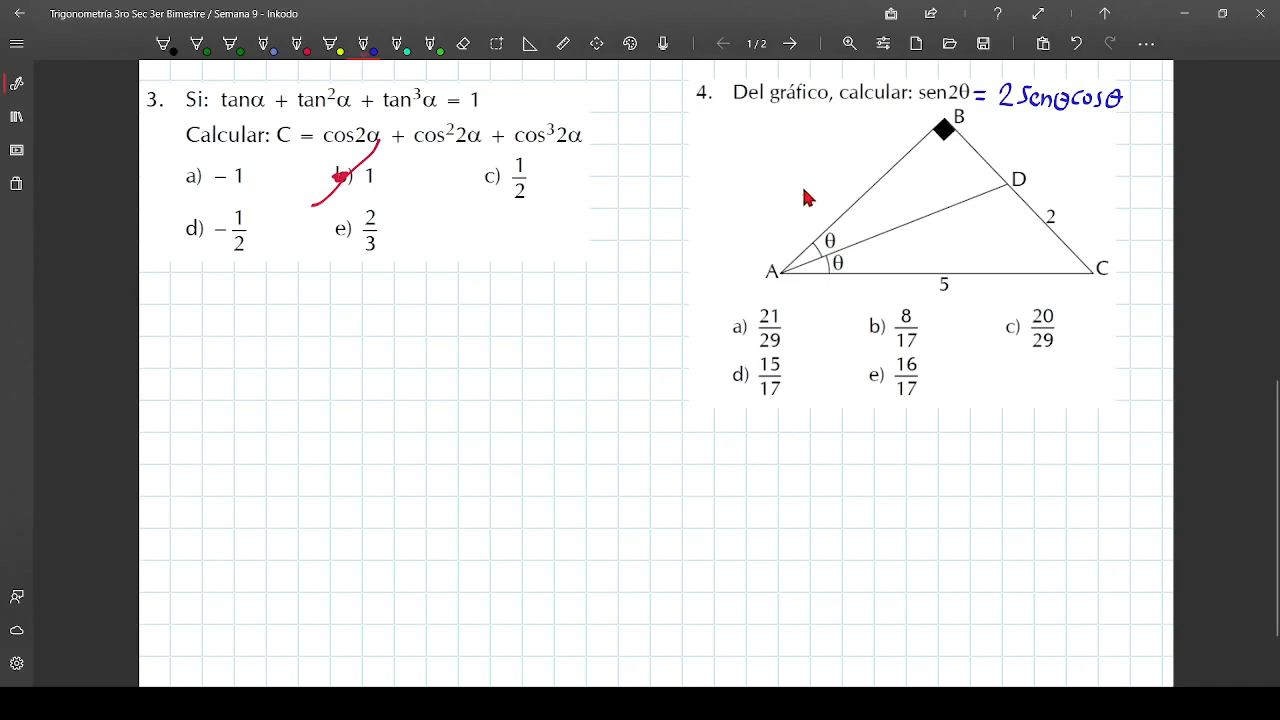 Trigonometría 3ro Sec 3er Bimestre / Semana 9 - Inkodo
1/2
3. Si: tanα + tan²α + tan³α = 1
Calcular: C = cos2α + cos²2α + cos³2α
a) − 1 b) 1 c) 1/2
d) − 1/2 e) 2/3
4. Del gráfico, calcular: sen2θ = 2 senθcosθ
B
D
2
θ
θ
A
C
5
a) 21/29 b) 8/17 c) 20/29
d) 15/17 e) 16/17